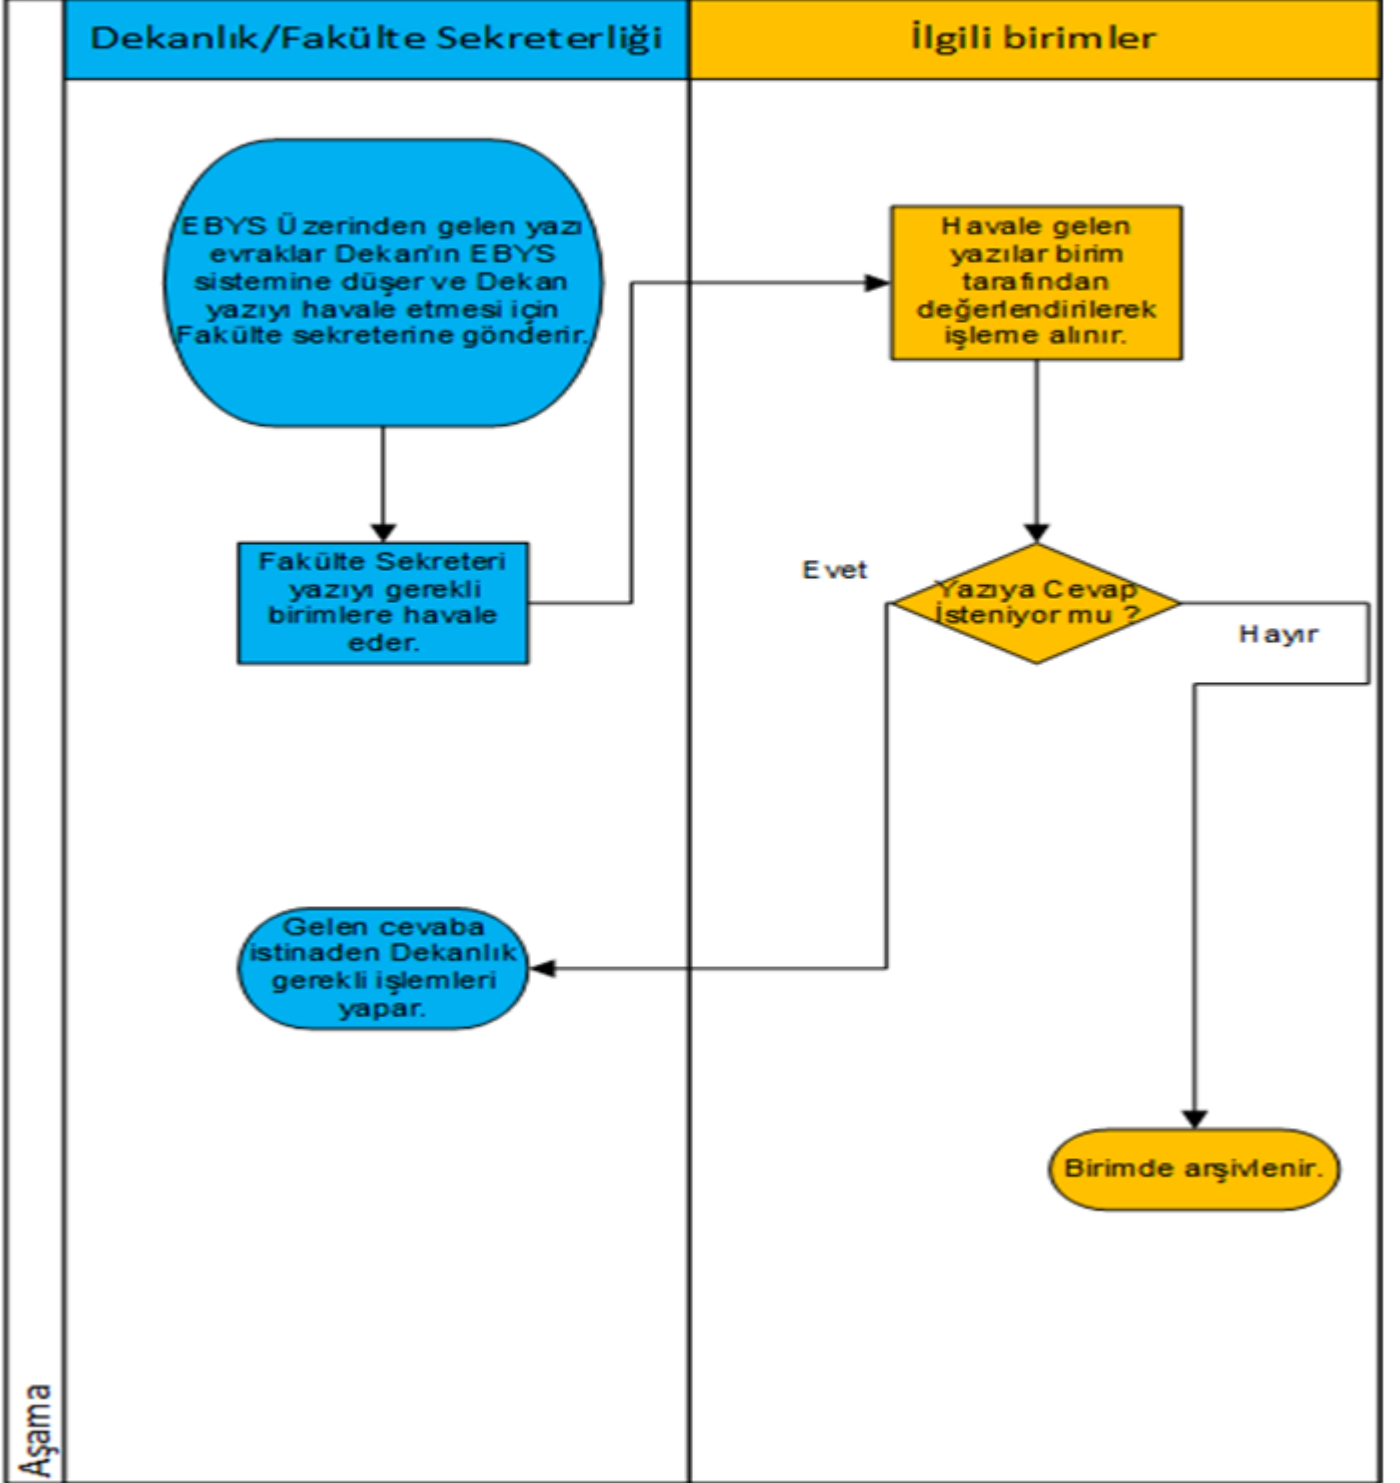 Dekanlık/Fakülte Sekreterliği
İlgili birimler
EBYS Üzerinden gelen yazı
evraklar Dekan'ın EBYS
sistemine düşer ve Dekan
yazıyı havale etmesi için
Fakülte sekreterine gönderir.
Havale gelen
yazılar birim
tarafından
değerlendirilerek
işleme alınır.
Fakülte Sekreteri
yazıyı gerekli
birimlere havale
eder.
Evet
Yazıya Cevap
İsteniyor mu ?
Hayır
Gelen cevaba
istinaden Dekanlık
gerekli işlemleri
yapar.
Birimde arşivlenir.
Aşama